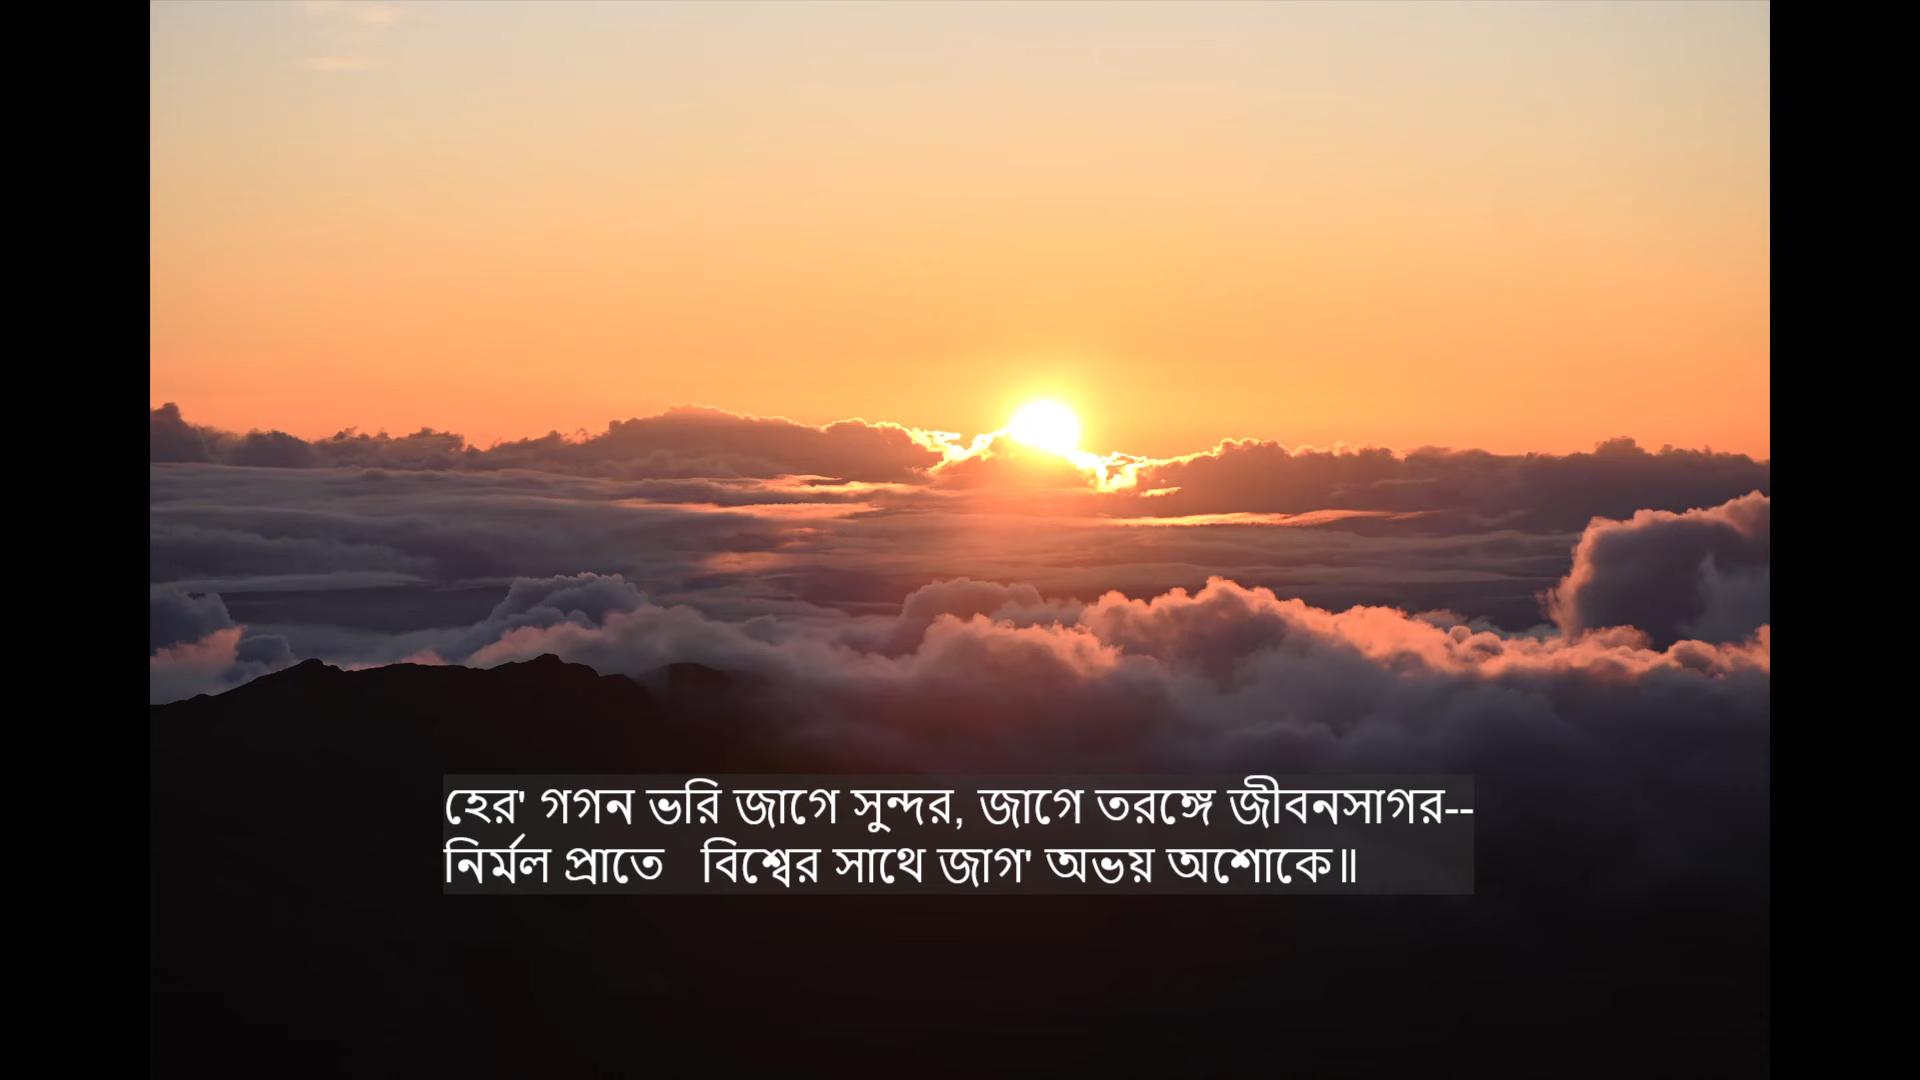 হের' গগন ভরি জাগে সুন্দর, জাগে তরঙ্গে জীবনসাগর--
নির্মল প্রাতে   বিশ্বের সাথে জাগ' অভয় অশোকে॥